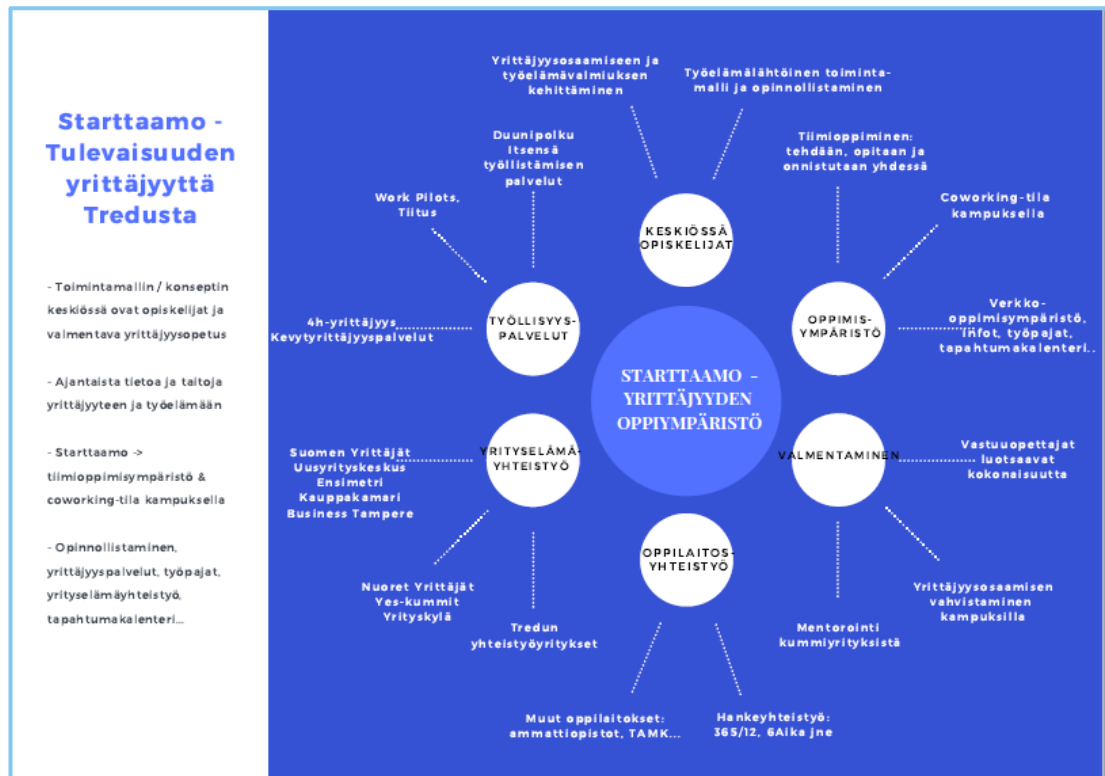 Starttaamo -
Tulevaisuuden
yrittäjyyttä
Tredusta
- Toimintamallin / konseptin
keskiössä ovat opiskelijat ja
valmentava yrittäjyysopetus
- Ajantaista tietoa ja taitoja
yrittäjyyteen ja työelämään
- Starttaamo ->
tiimioppimisympäristö &
coworking-tila kampuksella
- Opinnollistaminen,
yrittäjyyspalvelut, työpajat,
yrityselämäyhteistyö,
tapahtumakalenteri...
Yrittäjyysosaamiseen ja
työelämävalmiuksen
kehittäminen
Työelämälähtöinen toiminta-
malli ja opinnollistaminen
Duunipolku
Itsensä
työllistämisen
palvelut
Tiimioppiminen:
tehdään, opitaan ja
onnistutaan yhdessä
Work Pilots,
Tiitus
Coworking-tila
kampuksella
KESKIÖSSÄ
OPISKELIJAT
4h-yrittäjyys
Kevytyrittäjyyspalvelut
TYÖLLISYYS-
PALVELUT
OPPIMIS-
YMPÄRISTÖ
Verkko-
oppimisympäristö,
infot, työpajat,
tapahtumakalenteri..
STARTTAAMO -
YRITTÄJYYDEN
OPPIYMPÄRISTÖ
Suomen Yrittäjät
Uusyrityskeskus
Ensimetri
Kauppakamari
Business Tampere
YRITYSELÄMÄ-
YHTEISTYÖ
VALMENTAMINEN
Vastuuopettajat
luotsaavat
kokonaisuutta
OPPILAITOS-
YHTEISTYÖ
Nuoret Yrittäjät
Yes-kummit
Yrityskylä
Tredun
yhteistyöyritykset
Mentorointi
kummiyrityksistä
Yrittäjyysosaamisen
vahvistaminen
kampuksilla
Muut oppilaitokset:
ammattiopistot, TAMK...
Hankeyhteistyö:
365/12, 6Aika jne